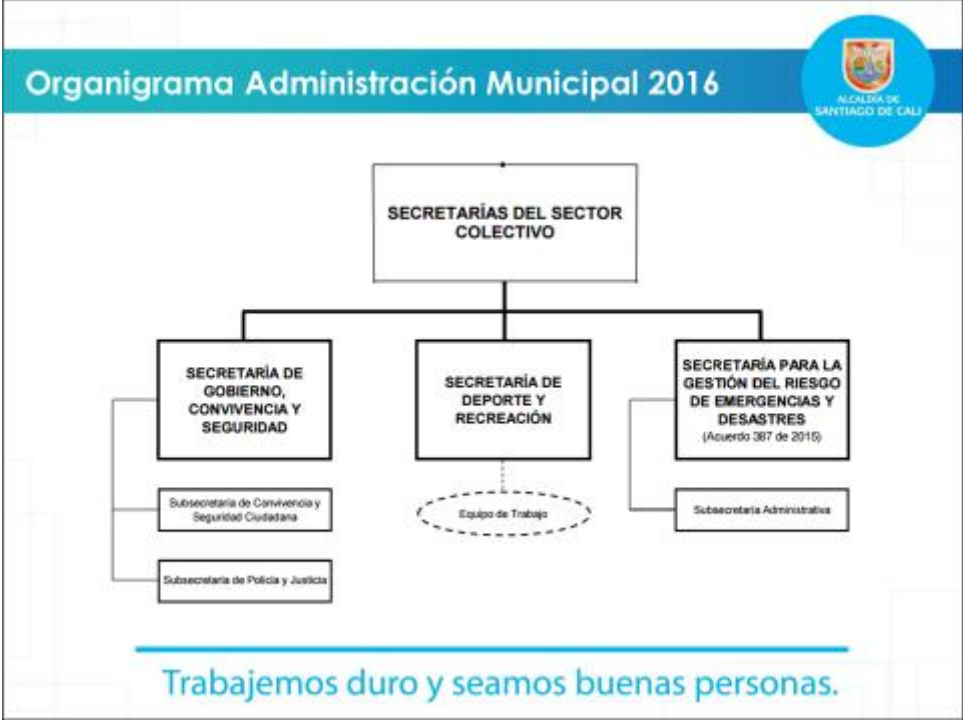 Organigrama Administración Municipal 2016
ALCALDÍA DE
SANTIAGO DE CALI
SECRETARÍAS DEL SECTOR
COLECTIVO
SECRETARÍA DE
GOBIERNO,
CONVIVENCIA Y
SEGURIDAD
SECRETARÍA DE
DEPORTE Y
RECREACIÓN
SECRETARÍA PARA LA
GESTIÓN DEL RIESGO
DE EMERGENCIAS Y
DESASTRES
(Acuerdo 387 de 2015)
Subsecretaría de Convivencia y
Seguridad Ciudadana
Equipo de Trabajo
Subsecretaría Administrativa
Subsecretaría de Policía y Justicia
Trabajemos duro y seamos buenas personas.